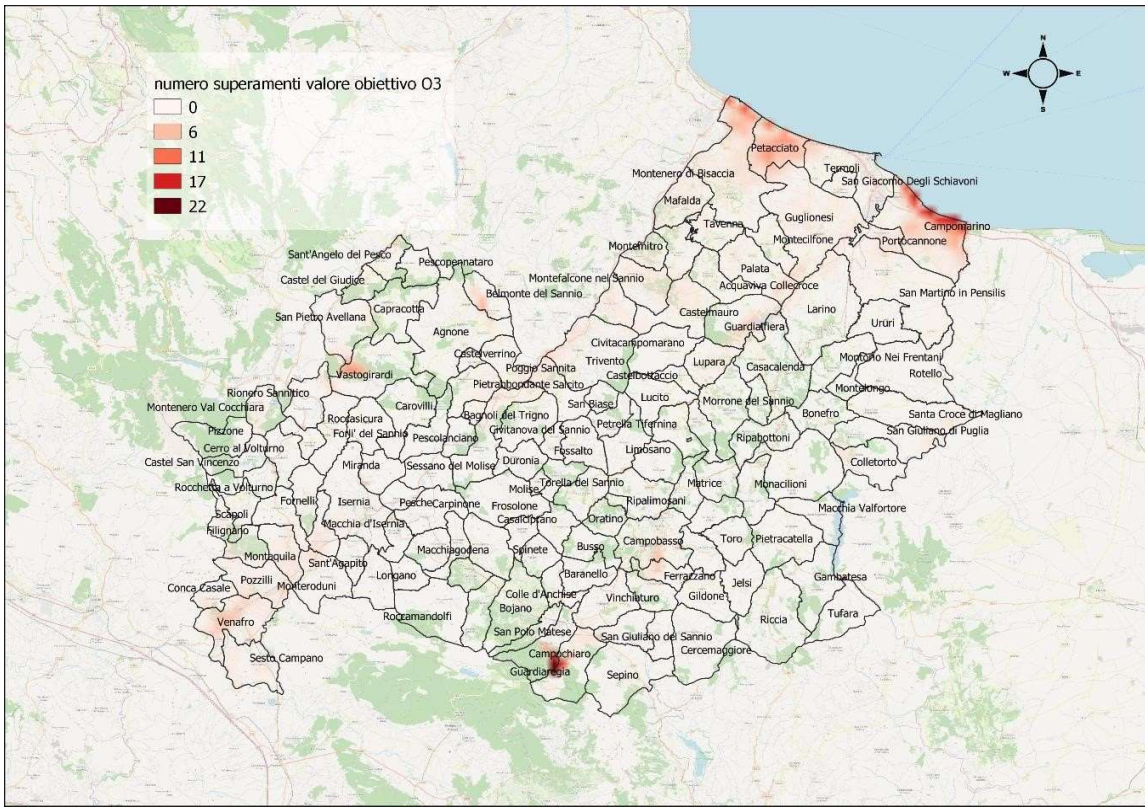 numero superamenti valore obiettivo O3
0
6
11
17
22
N
W E
S
Petacciato
Termoli
Montenero di Bisaccia
San Giacomo Degli Schiavoni
Mafalda
Guglionesi
Tavenna
Campomarino
Montecilfone
Portocannone
Montemitro
Sant'Angelo del Pesco
Pescopennataro
Palata
Castel del Giudice
Montefalcone nel Sannio
Acquaviva Collecroce
Belmonte del Sannio
San Martino in Pensilis
Capracotta
Larino
San Pietro Avellana
Castelmauro
Ururi
Agnone
Guardialfiera
Civitacampomarano
Castelverrino
Montorio Nei Frentani
Trivento
Lupara
Poggio Sannita
Casacalenda
Rotello
Vastogirardi
Castelbottaccio
Pietrabbondante
Salcito
Montelongo
Rionero Sannitico
Lucito
Morrone del Sannio
Carovilli
San Biase
Montenero Val Cocchiara
Bonefro
Santa Croce di Magliano
Roccasicura
Bagnoli del Trigno
Petrella Tifernina
Pizzone
Forli' del Sannio
Civitanova del Sannio
San Giuliano di Puglia
Pescolanciano
Ripabottoni
Cerro al Volturno
Fossalto
Limosano
Castel San Vincenzo
Miranda
Sessano del Molise
Duronia
Colletorto
Rocchetta a Volturno
Torella del Sannio
Matrice
Monacilioni
Molise
Fornelli
Isernia
Pesche
Carpinone
Frosolone
Ripalimosani
Macchia Valfortore
Scapoli
Casalciprano
Oratino
Macchia d'Isernia
Filignano
Campobasso
Toro
Pietracatella
Montaquila
Macchiagodena
Spinete
Busso
Sant'Agapito
Pozzilli
Longano
Baranello
Ferrazzano
Jelsi
Gambatesa
Conca Casale
Monteroduni
Colle d'Anchise
Vinchiaturo
Gildone
Bojano
Tufara
Venafro
Roccamandolfi
Riccia
San Polo Matese
San Giuliano del Sannio
Sesto Campano
Campochiaro
Cercemaggiore
Guardiaregia
Sepino